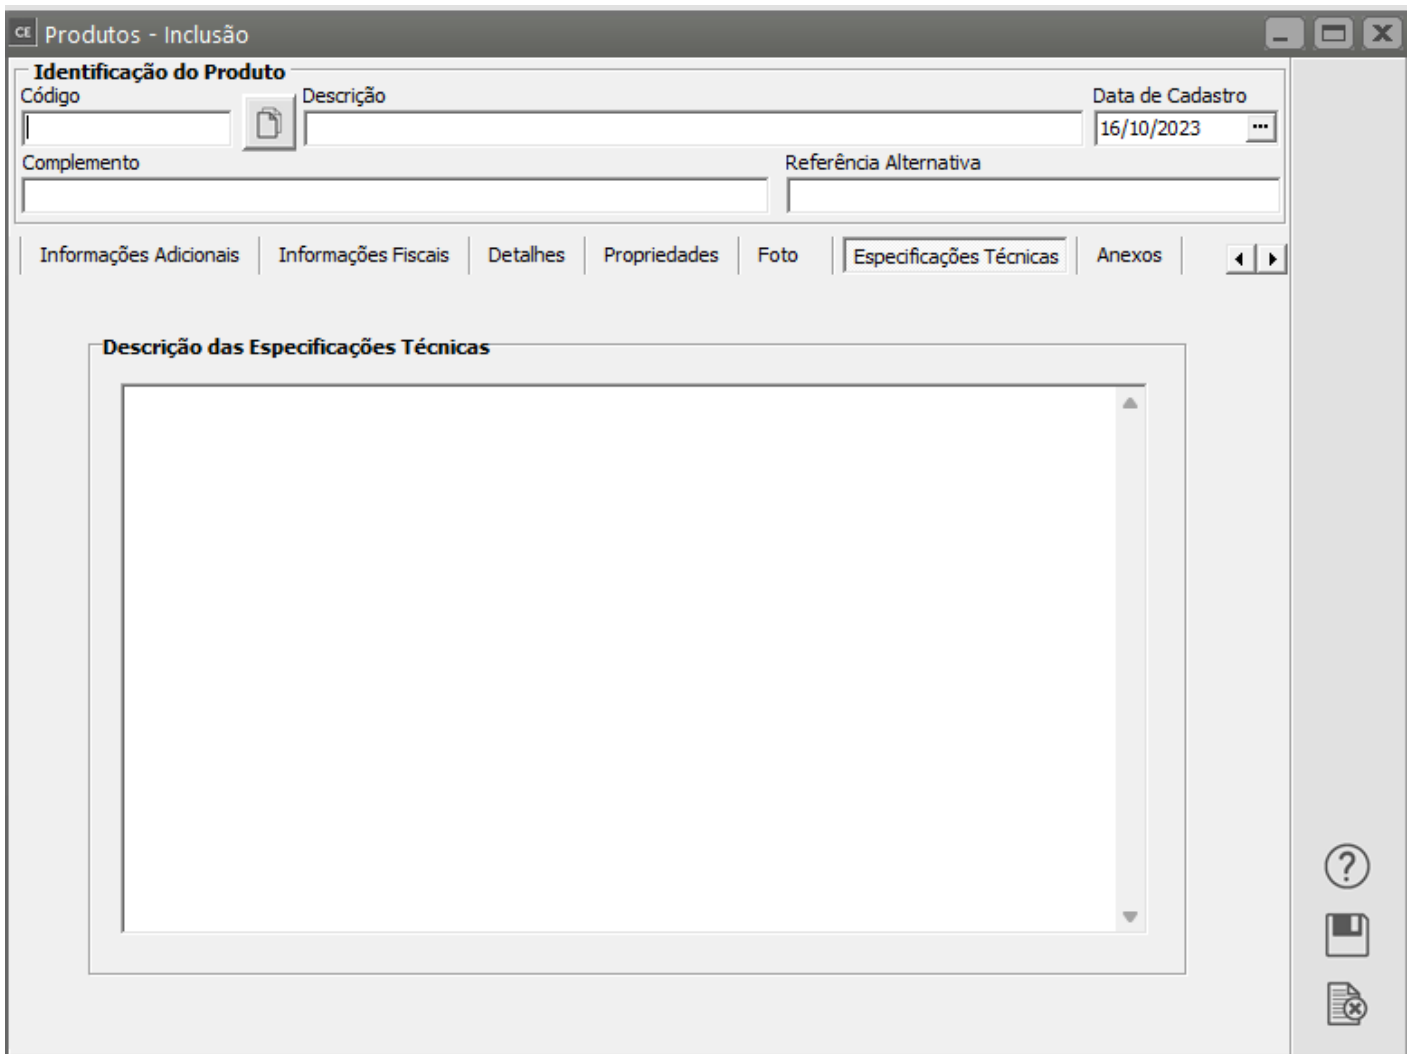 CE Produtos - Inclusão
Identificação do Produto
Código Descrição Data de Cadastro
16/10/2023 ...
Complemento Referência Alternativa
Informações Adicionais Informações Fiscais Detalhes Propriedades Foto Especificações Técnicas Anexos
Descrição das Especificações Técnicas